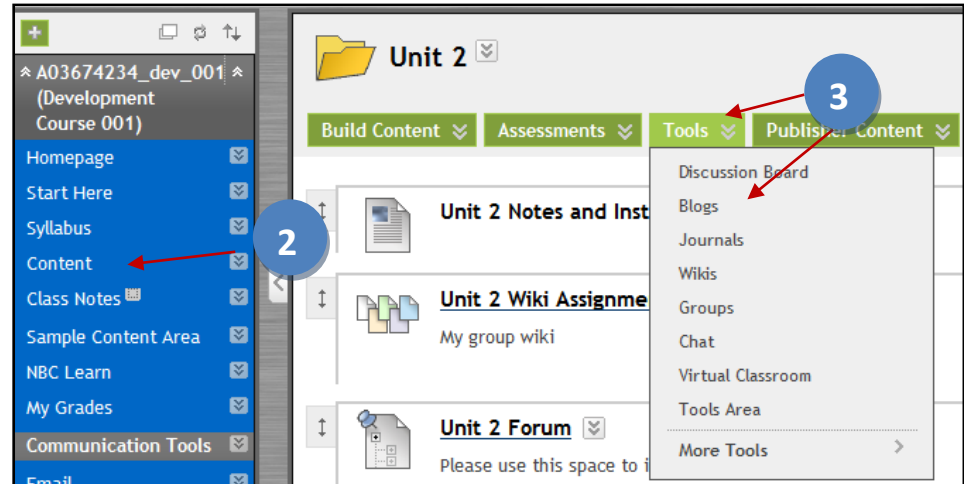 A03674234_dev_001
(Development
Course 001)
Homepage
Start Here
Syllabus
Content
Class Notes
Sample Content Area
NBC Learn
My Grades
Communication Tools
Email
2
Unit 2
3
Build Content
Assessments
Tools
Publisher Content
Discussion Board
Blogs
Journals
Wikis
Groups
Chat
Virtual Classroom
Tools Area
More Tools
Unit 2 Notes and Inst
Unit 2 Wiki Assignme
My group wiki
Unit 2 Forum
Please use this space to i